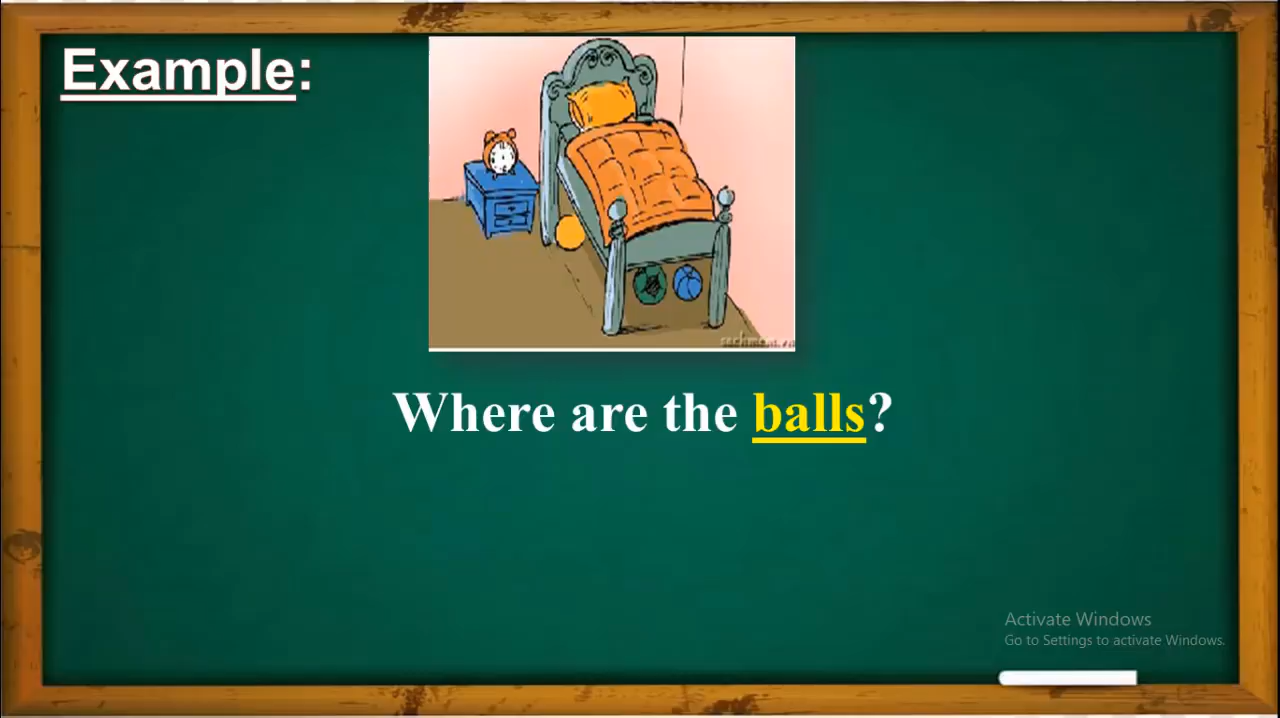 Example:
Where are the balls?
Activate Windows
Go to Settings to activate Windows.